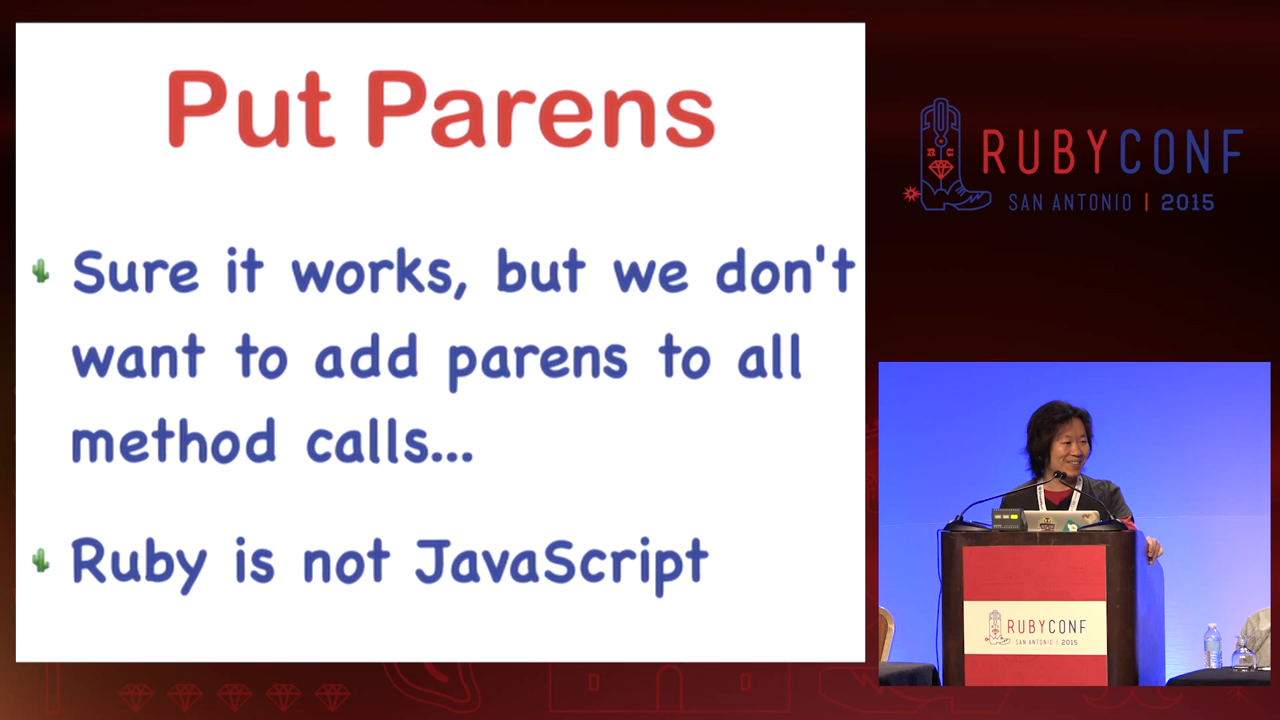 Put Parens
Sure it works, but we don't
want to add parens to all
method calls...
Ruby is not JavaScript
RUBYCONF
SAN ANTONIO | 2015
RUBYCONF
SAN ANTONIO | 2015